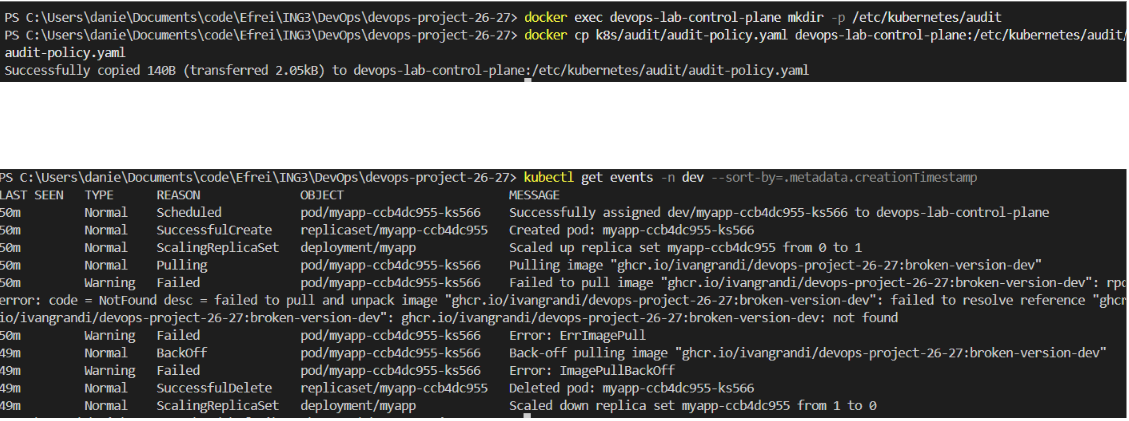 PS C:\Users\danie\Documents\code\Efrei\ING3\DevOps\devops-project-26-27> docker exec devops-lab-control-plane mkdir -p /etc/kubernetes/audit
PS C:\Users\danie\Documents\code\Efrei\ING3\DevOps\devops-project-26-27> docker cp k8s/audit/audit-policy.yaml devops-lab-control-plane:/etc/kubernetes/audit/
audit-policy.yaml
Successfully copied 140B (transferred 2.05kB) to devops-lab-control-plane:/etc/kubernetes/audit/audit-policy.yaml
PS C:\Users\danie\Documents\code\Efrei\ING3\DevOps\devops-project-26-27> kubectl get events -n dev --sort-by=.metadata.creationTimestamp
LAST SEEN TYPE REASON OBJECT MESSAGE
50m Normal Scheduled pod/myapp-ccb4dc955-ks566 Successfully assigned dev/myapp-ccb4dc955-ks566 to devops-lab-control-plane
50m Normal SuccessfulCreate replicaset/myapp-ccb4dc955 Created pod: myapp-ccb4dc955-ks566
50m Normal ScalingReplicaSet deployment/myapp Scaled up replica set myapp-ccb4dc955 from 0 to 1
50m Normal Pulling pod/myapp-ccb4dc955-ks566 Pulling image "ghcr.io/ivangrandi/devops-project-26-27:broken-version-dev"
50m Warning Failed pod/myapp-ccb4dc955-ks566 Failed to pull image "ghcr.io/ivangrandi/devops-project-26-27:broken-version-dev": rpc
error: code = NotFound desc = failed to pull and unpack image "ghcr.io/ivangrandi/devops-project-26-27:broken-version-dev": failed to resolve reference "ghcr
io/ivangrandi/devops-project-26-27:broken-version-dev": ghcr.io/ivangrandi/devops-project-26-27:broken-version-dev: not found
50m Warning Failed pod/myapp-ccb4dc955-ks566 Error: ErrImagePull
49m Normal BackOff pod/myapp-ccb4dc955-ks566 Back-off pulling image "ghcr.io/ivangrandi/devops-project-26-27:broken-version-dev"
49m Warning Failed pod/myapp-ccb4dc955-ks566 Error: ImagePullBackOff
49m Normal SuccessfulDelete replicaset/myapp-ccb4dc955 Deleted pod: myapp-ccb4dc955-ks566
49m Normal ScalingReplicaSet deployment/myapp Scaled down replica set myapp-ccb4dc955 from 1 to 0